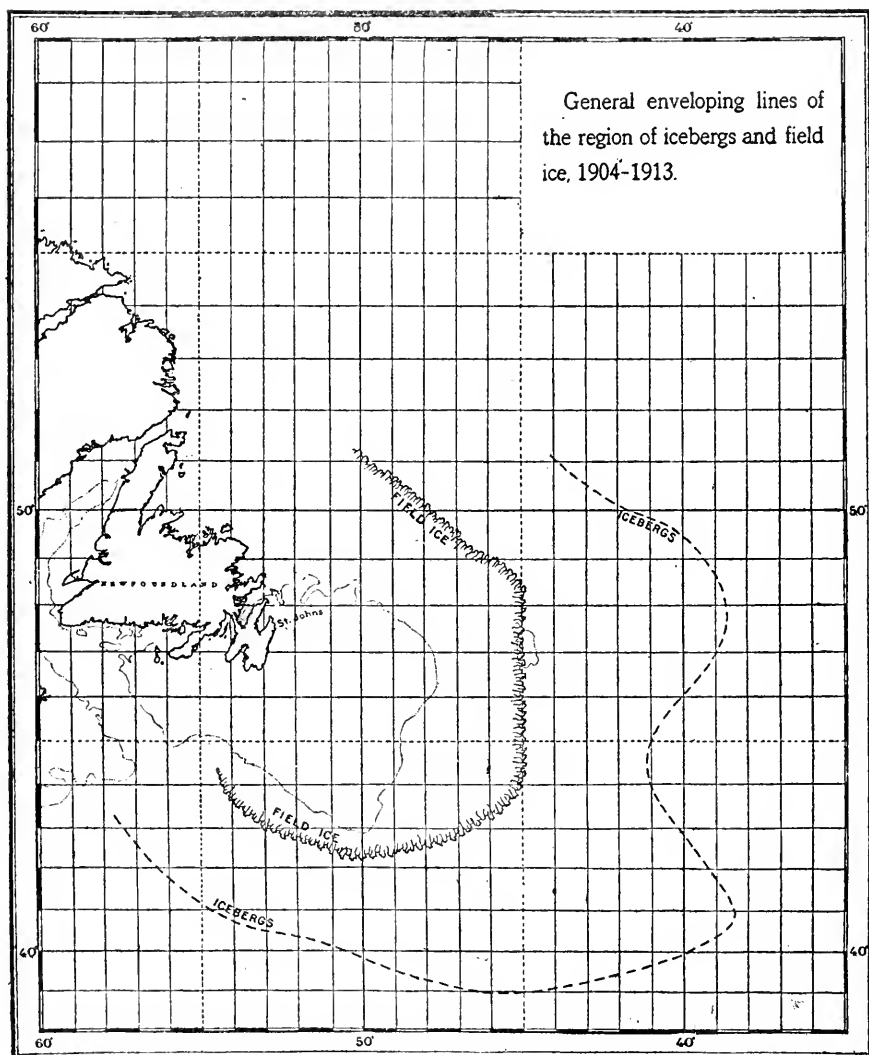 60° 50° 40°
General enveloping lines of
the region of icebergs and field
ice, 1904-1913.
50° 50°
FIELD ICE
ICEBERGS
NEWFOUNDLAND
St. Johns
FIELD ICE
ICEBERGS
40° 40°
60° 50° 40°